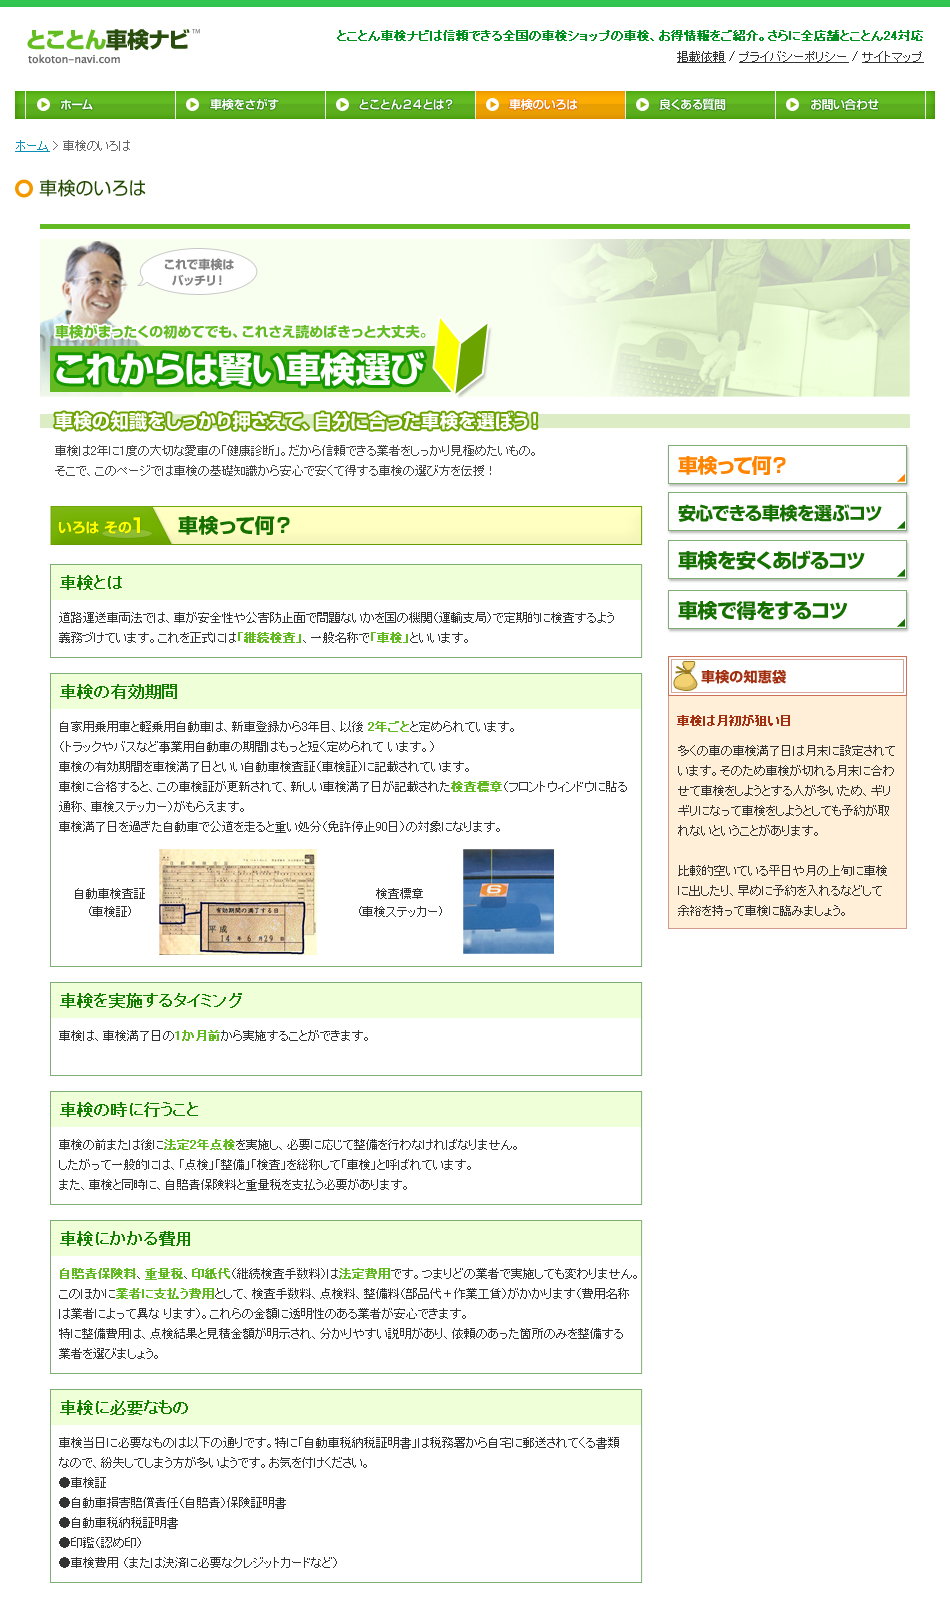 とことん車検ナビ™
tokoton-navi.com
とことん車検ナビは信頼できる全国の車検ショップの車検、お得情報をご紹介。さらに全店舗とことん24対応
掲載依頼 / プライバシーポリシー / サイトマップ
ホーム 車検をさがす とことん24とは? 車検のいろは 良くある質問 お問い合わせ
ホーム > 車検のいろは
車検のいろは
これで車検は
バッチリ!
車検がまったくの初めてでも、これさえ読めばきっと大丈夫。
これからは賢い車検選び
車検の知識をしっかり押さえて、自分に合った車検を選ぼう!
車検は2年に1度の大切な愛車の「健康診断」。だから信頼できる業者をしっかり見極めたいもの。
そこで、このページでは車検の基礎知識から安心で安くて得する車検の選び方を伝授!
いろは その1 車検って何?
車検とは
道路運送車両法では、車が安全性や公害防止面で問題ないかを国の機関(運輸支局)で定期的に検査するよう
義務づけています。これを正式には「継続検査」、一般名称で「車検」といいます。
車検の有効期間
自家用乗用車と軽乗用自動車は、新車登録から3年目、以後 2年ごとと定められています。
(トラックやバスなど事業用自動車の期間はもっと短く定められて います。)
車検の有効期間を車検満了日といい自動車検査証(車検証)に記載されています。
車検に合格すると、この車検証が更新されて、新しい車検満了日が記載された検査標章(フロントウィンドウに貼る
通称、車検ステッカー)がもらえます。
車検満了日を過ぎた自動車で公道を走ると重い処分(免許停止90日)の対象になります。
自動車検査証
(車検証)
有効期間の満了する日
平成
14 年 6 月 29 日
検査標章
(車検ステッカー)
6
車検を実施するタイミング
車検は、車検満了日の1か月前から実施することができます。
車検の時に行うこと
車検の前または後に法定2年点検を実施し、必要に応じて整備を行わなければなりません。
したがって一般的には、「点検」「整備」「検査」を総称して「車検」と呼ばれています。
また、車検と同時に、自賠責保険料と重量税を支払う必要があります。
車検にかかる費用
自賠責保険料、重量税、印紙代(継続検査手数料)は法定費用です。つまりどの業者で実施しても変わりません。
このほかに業者に支払う費用として、検査手数料、点検料、整備料(部品代+作業工賃)がかかります(費用名称
は業者によって異な ります)。これらの金額に透明性のある業者が安心できます。
特に整備費用は、点検結果と見積金額が明示され、分かりやすい説明があり、依頼のあった箇所のみを整備する
業者を選びましょう。
車検に必要なもの
車検当日に必要なものは以下の通りです。特に「自動車税納税証明書」は税務署から自宅に郵送されてくる書類
なので、紛失してしまう方が多いようです。お気を付けください。
●車検証
●自動車損害賠償責任(自賠責)保険証明書
●自動車税納税証明書
●印鑑(認め印)
●車検費用 (または決済に必要なクレジットカードなど)
車検って何?
安心できる車検を選ぶコツ
車検を安くあげるコツ
車検で得をするコツ
車検の知恵袋
車検は月初が狙い目
多くの車の車検満了日は月末に設定されて
います。そのため車検が切れる月末に合わ
せて車検をしようとする人が多いため、ギリ
ギリになって車検をしようとしても予約が取
れないということがあります。
比較的空いている平日や月の上旬に車検
に出したり、早めに予約を入れるなどして
余裕を持って車検に臨みましょう。